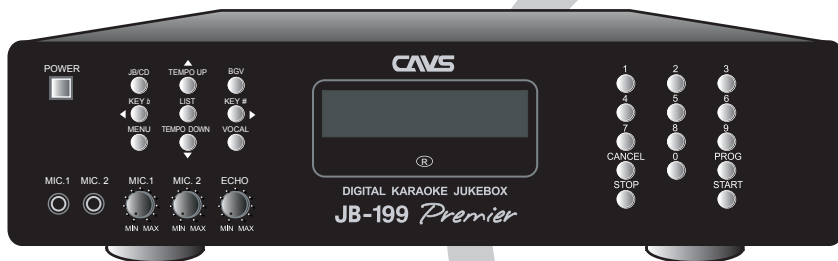 POWER
JB/CD TEMPO UP BGV
KEY ♭ LIST KEY #
MENU TEMPO DOWN VOCAL
MIC.1 MIC. 2 MIC.1 MIC. 2 ECHO
MIN MAX MIN MAX MIN MAX
CAVS
®
DIGITAL KARAOKE JUKEBOX
JB-199 Premier
1 2 3
4 5 6
7 8 9
CANCEL 0 PROG
STOP START